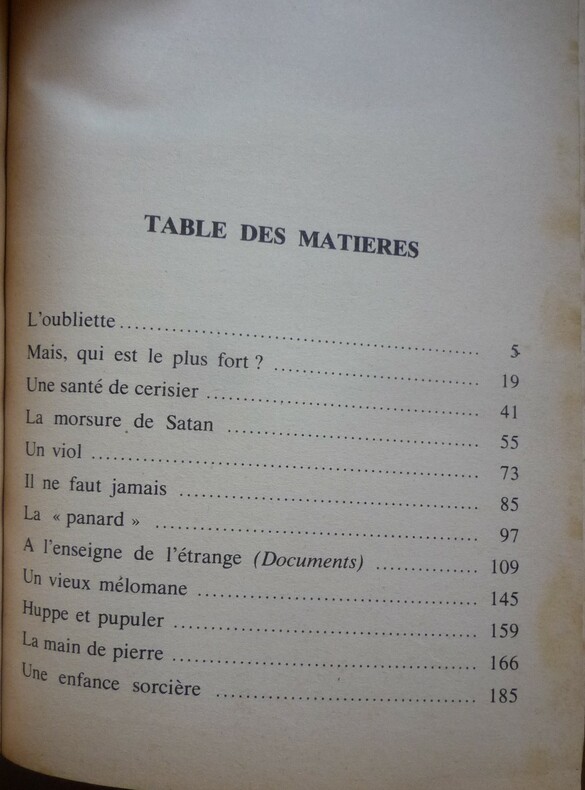 TABLE DES MATIERES
L'oubliette ........................................ 5
Mais, qui est le plus fort ? ........................................ 19
Une santé de cerisier ........................................ 41
La morsure de Satan ........................................ 55
Un viol ........................................ 73
Il ne faut jamais ........................................ 85
La « panard » ........................................ 97
A l'enseigne de l'étrange (Documents) .................... 109
Un vieux mélomane ........................................ 145
Huppe et pupuler ........................................ 159
La main de pierre ........................................ 166
Une enfance sorcière ........................................ 185